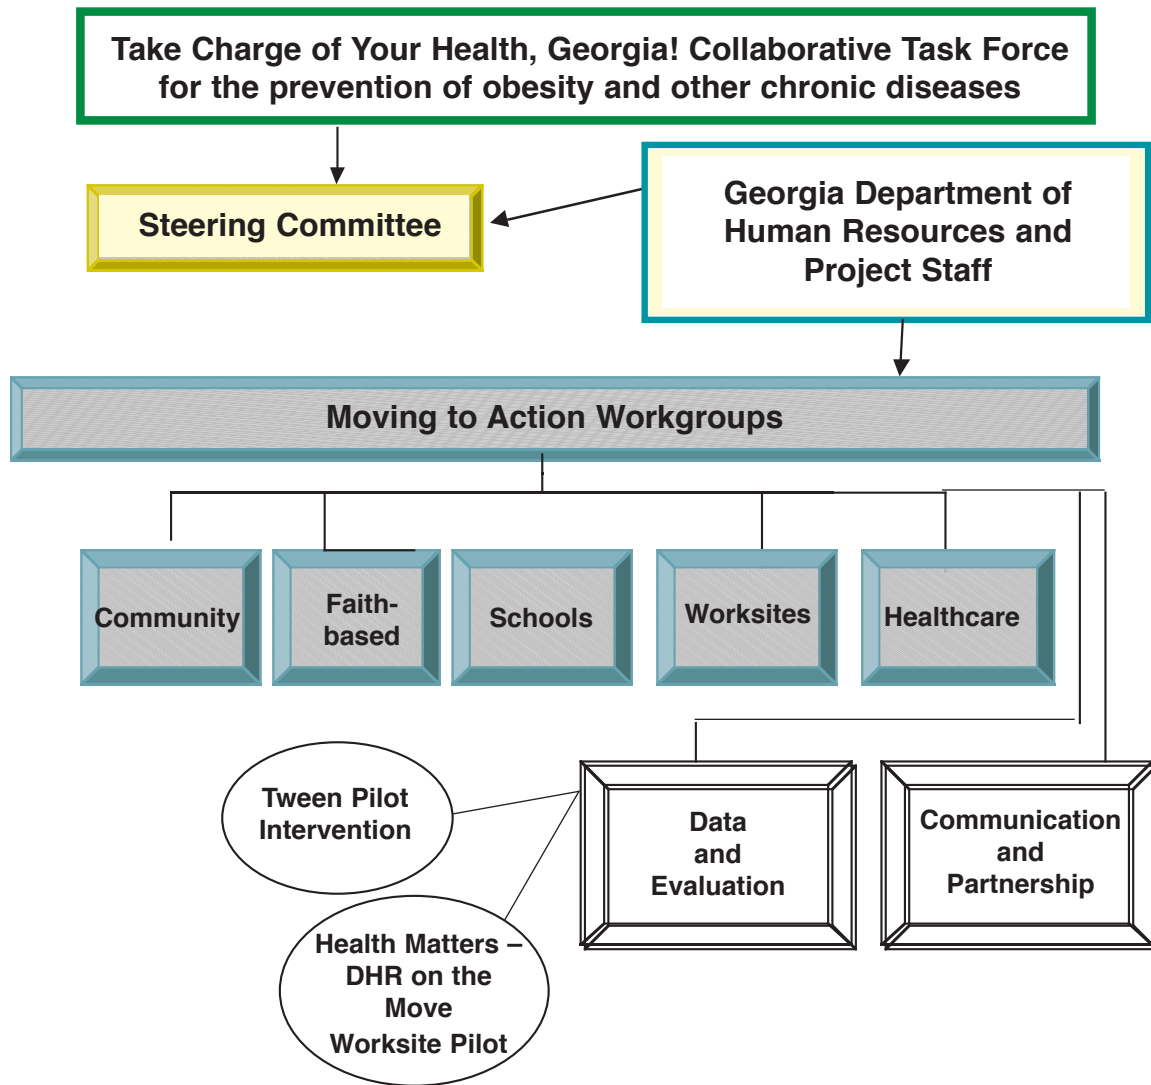 Take Charge of Your Health, Georgia! Collaborative Task Force
for the prevention of obesity and other chronic diseases
Steering Committee
Georgia Department of
Human Resources and
Project Staff
Moving to Action Workgroups
Community
Faith-
based
Schools
Worksites
Healthcare
Tween Pilot
Intervention
Data
and
Evaluation
Communication
and
Partnership
Health Matters –
DHR on the
Move
Worksite Pilot